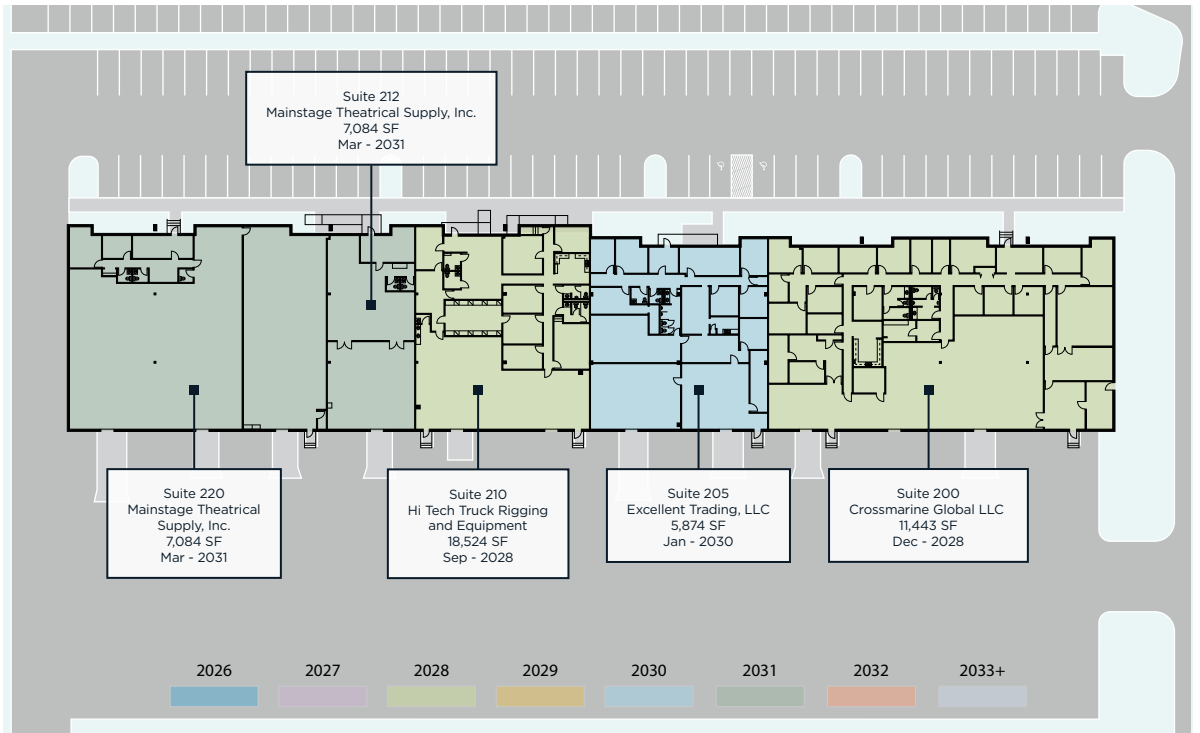 Suite 212
Mainstage Theatrical Supply, Inc.
7,084 SF
Mar - 2031
Suite 220
Mainstage Theatrical
Supply, Inc.
7,084 SF
Mar - 2031
Suite 210
Hi Tech Truck Rigging
and Equipment
18,524 SF
Sep - 2028
Suite 205
Excellent Trading, LLC
5,874 SF
Jan - 2030
Suite 200
Crossmarine Global LLC
11,443 SF
Dec - 2028
2026
2027
2028
2029
2030
2031
2032
2033+